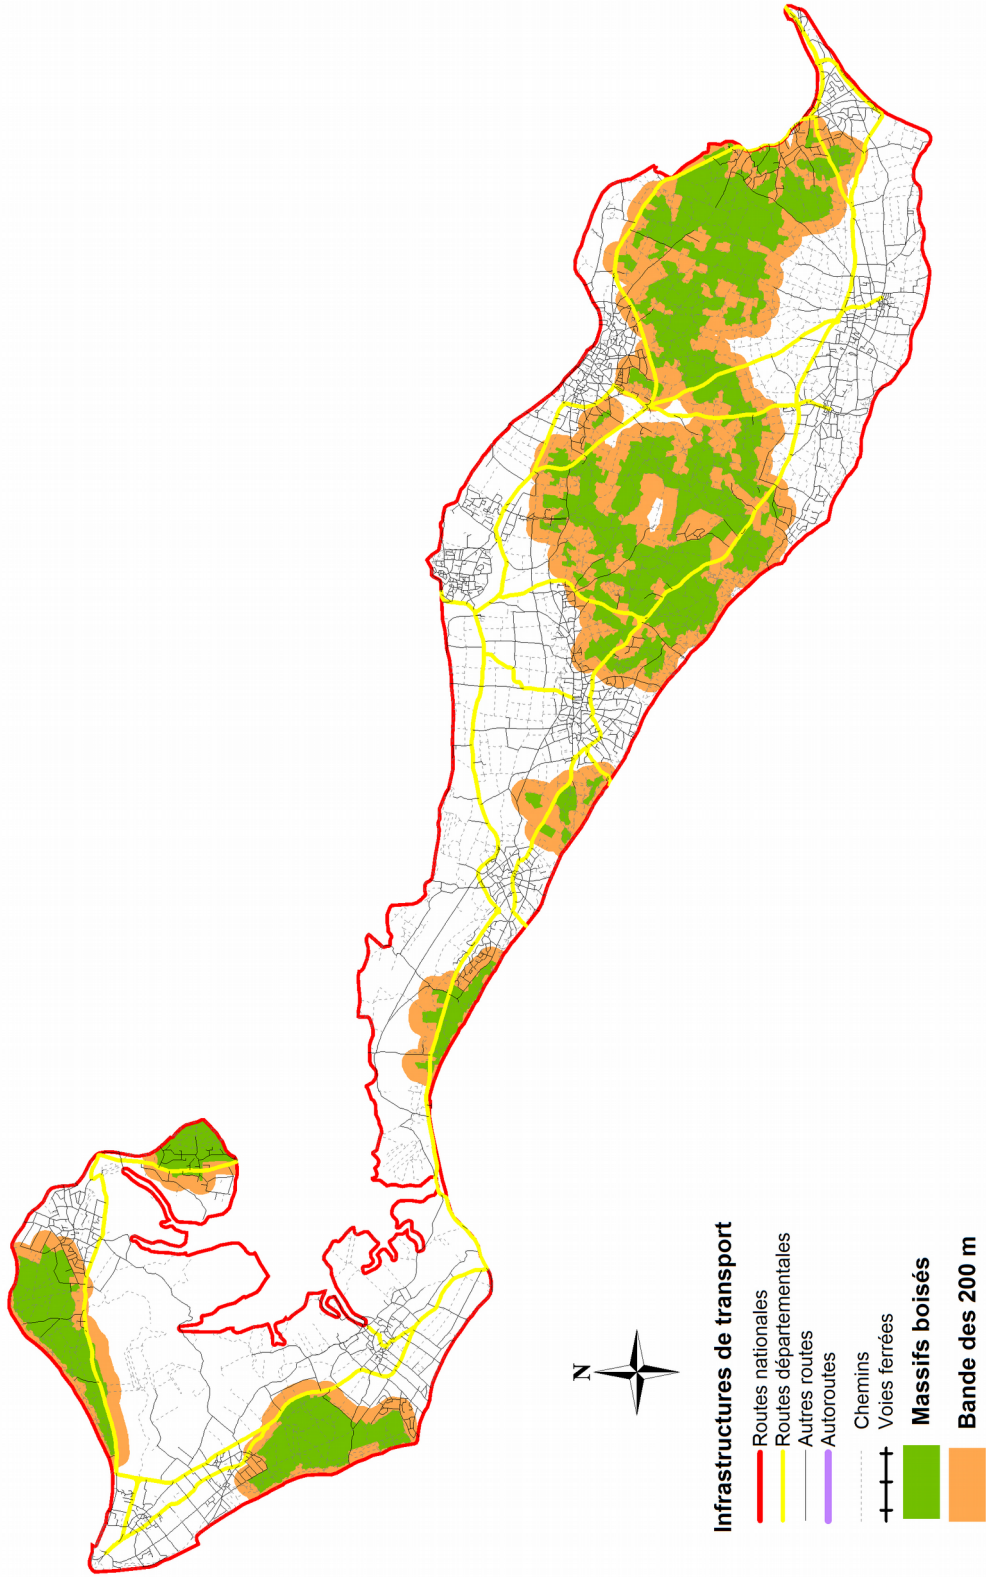 N
Infrastructures de transport
Routes nationales
Routes départementales
Autres routes
Autoroutes
Chemins
Voies ferrées
Massifs boisés
Bande des 200 m